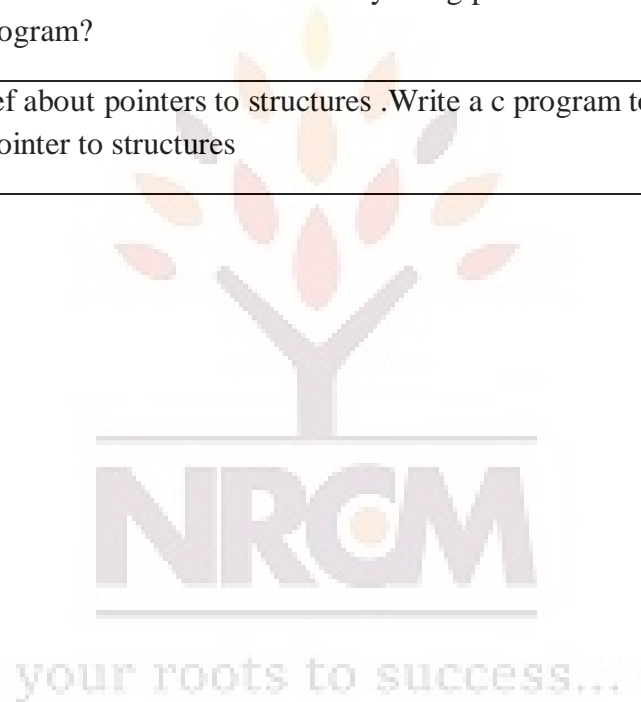 ogram?
ef about pointers to structures .Write a c program to
ointer to structures
NRCM
your roots to success...